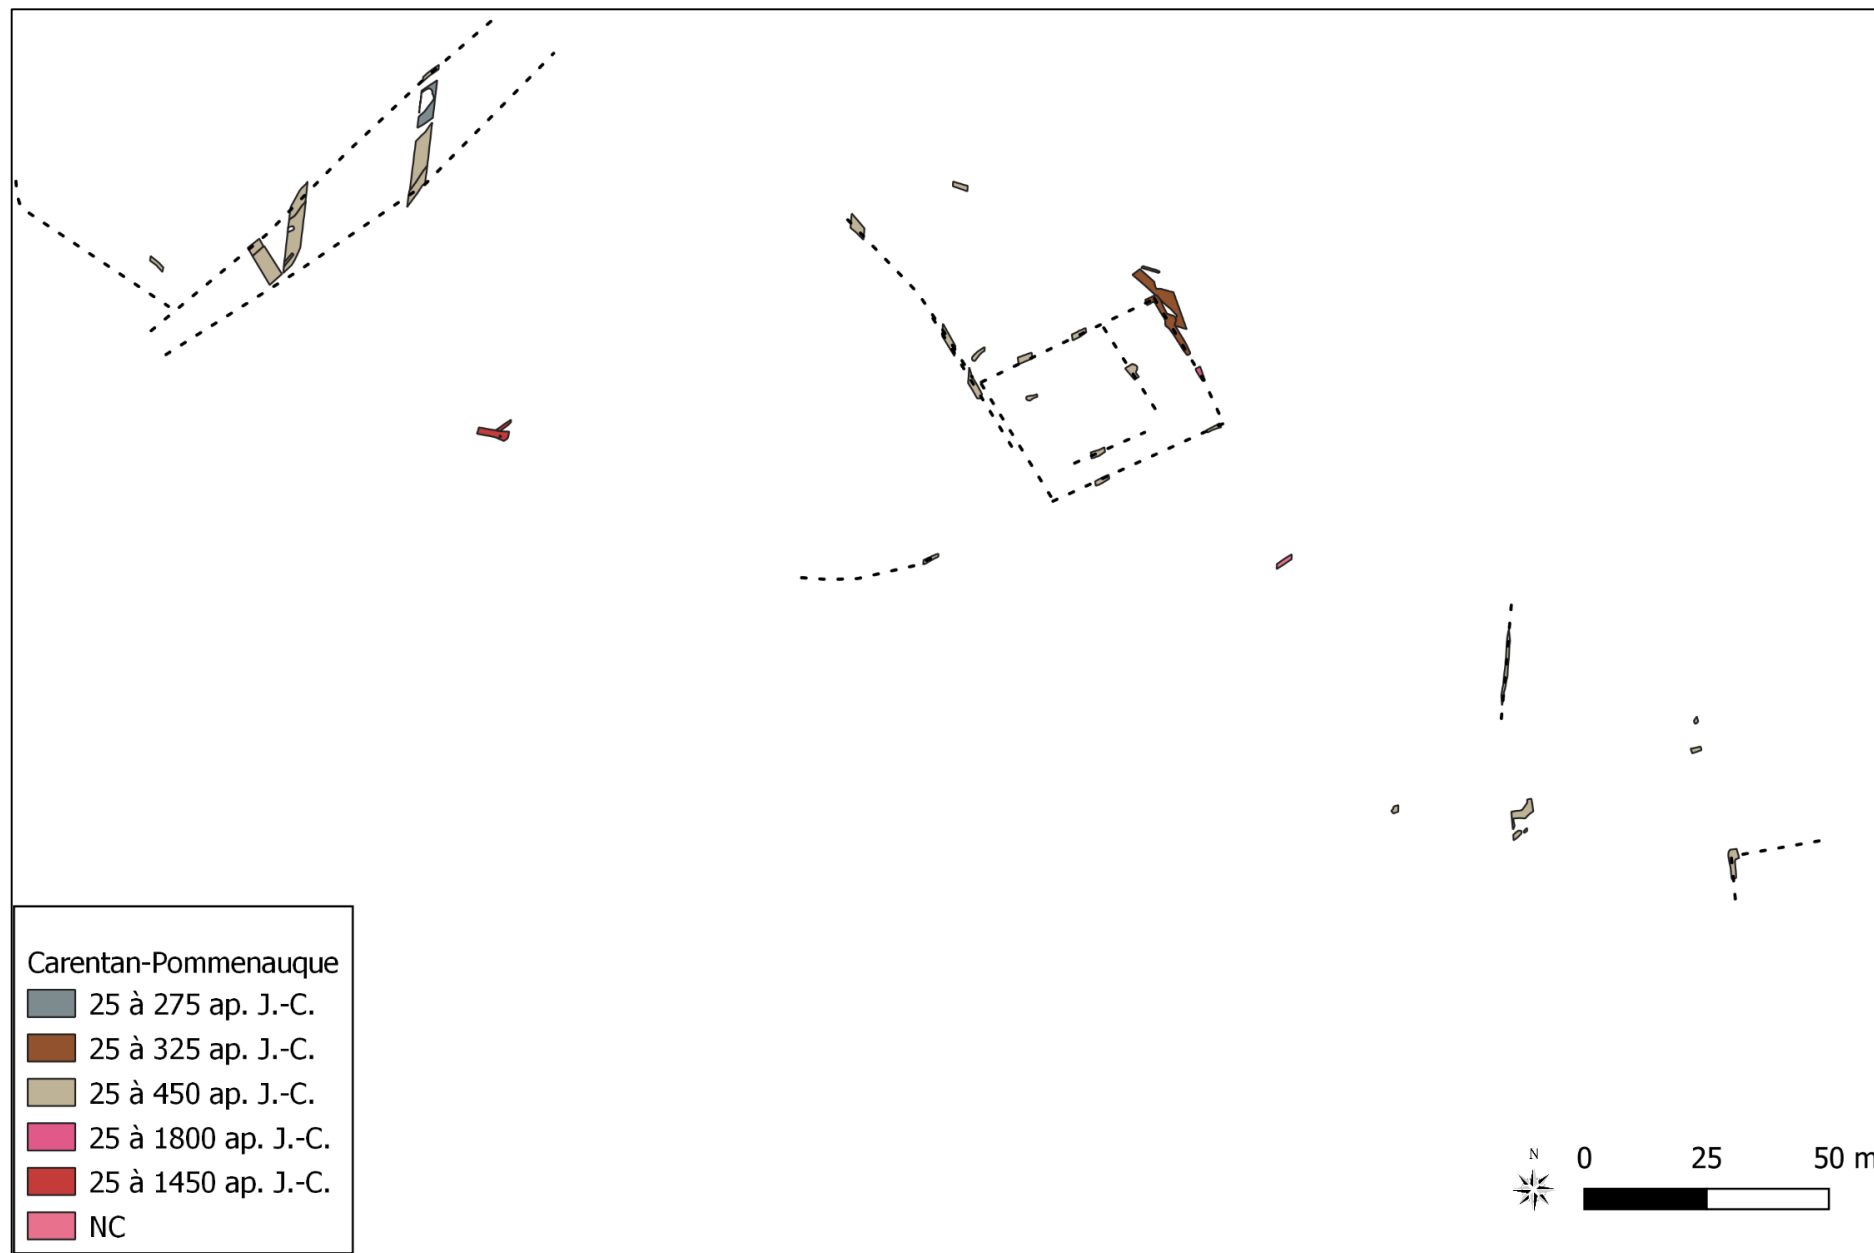 Carentan-Pommenauque
25 à 275 ap. J.-C.
25 à 325 ap. J.-C.
25 à 450 ap. J.-C.
25 à 1800 ap. J.-C.
25 à 1450 ap. J.-C.
NC
N
0 25 50 m